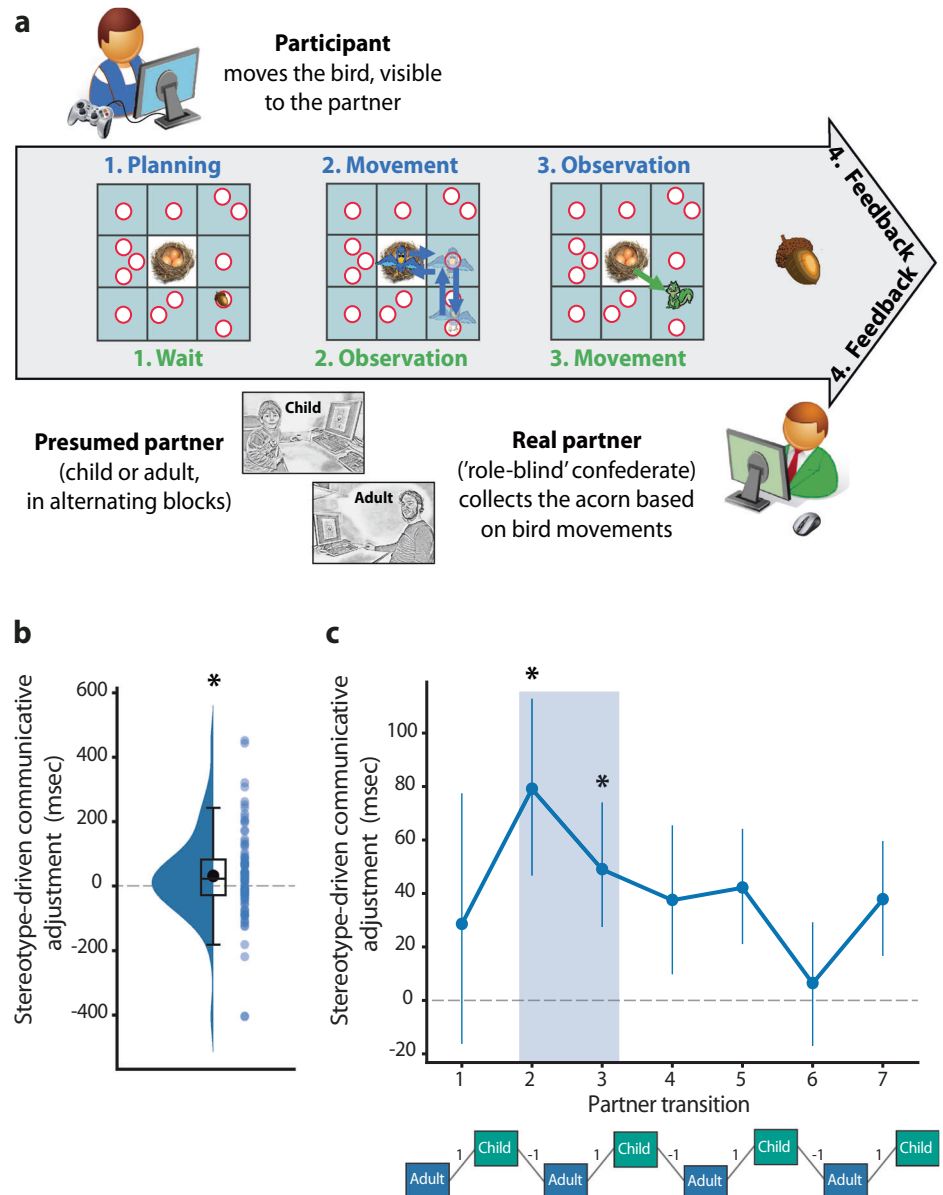 a
Participant
moves the bird, visible
to the partner
1. Planning
2. Movement
3. Observation
4. Feedback
4. Feedback
1. Wait
2. Observation
3. Movement
Presumed partner
(child or adult,
in alternating blocks)
Child
Adult
Real partner
('role-blind' confederate)
collects the acorn based
on bird movements
b
Stereotype-driven communicative
adjustment (msec)
600
400
200
0
-200
-400
*
c
Stereotype-driven communicative
adjustment (msec)
100
80
60
40
20
0
-20
*
*
1 2 3 4 5 6 7
Partner transition
Adult 1 Child -1 Adult 1 Child -1 Adult 1 Child -1 Adult 1 Child